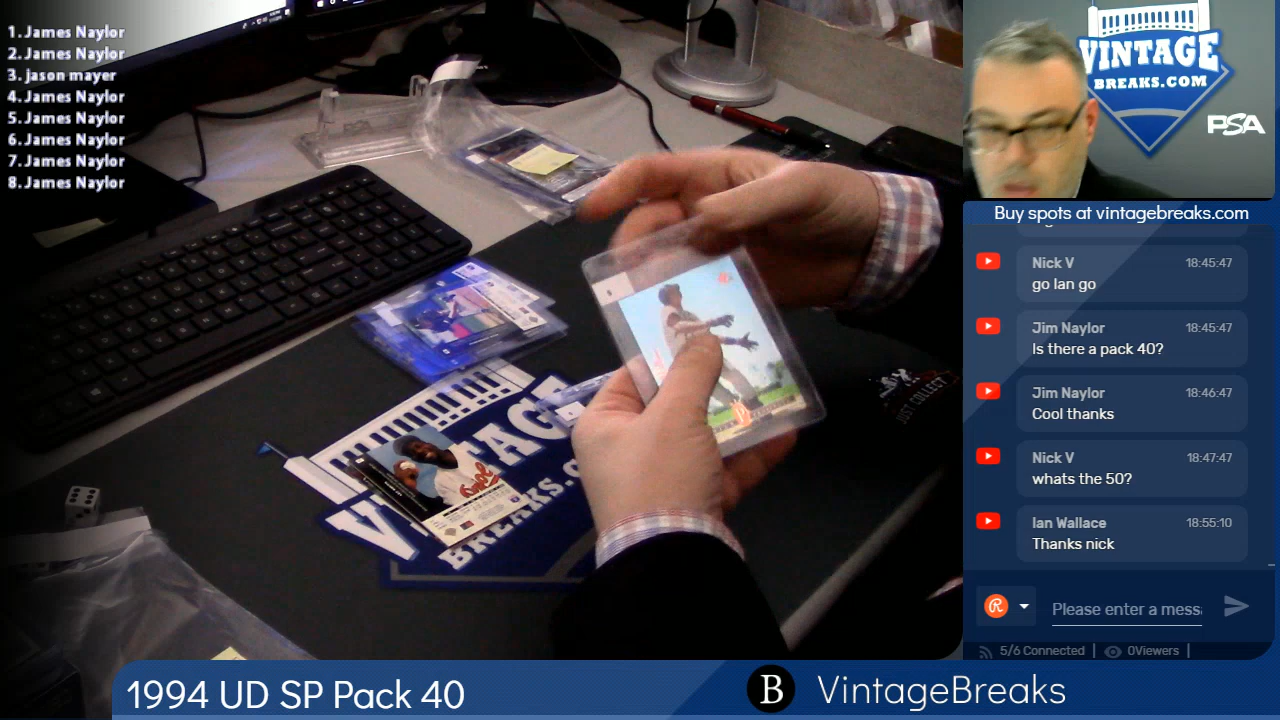 1. James Naylor
2. James Naylor
3. jason mayer
4. James Naylor
5. James Naylor
6. James Naylor
7. James Naylor
8. James Naylor
VINTAGE
BREAKS.COM
PSA
Buy spots at vintagebreaks.com
Nick V 18:45:47
go Ian go
Jim Naylor 18:45:47
Is there a pack 40?
Jim Naylor 18:46:47
Cool thanks
Nick V 18:47:47
whats the 50?
Ian Wallace 18:55:10
Thanks nick
Please enter a messa
5/6 Connected | 0Viewers |
JUST COLLECT
1994 UD SP Pack 40
B VintageBreaks